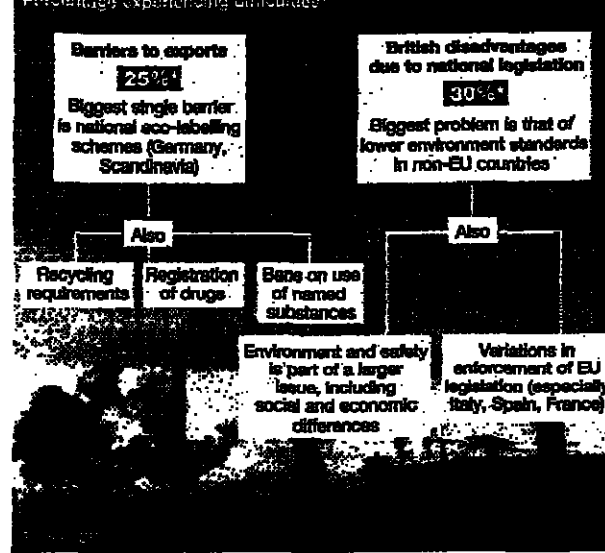 Percentage experiencing difficulties*
Barriers to exports
25%*
Biggest single barrier
is national eco-labelling
schemes (Germany,
Scandinavia)
Also
Recycling
requirements
Registration
of drugs
Bans on use
of named
substances
British disadvantages
due to national legislation
30%*
Biggest problem is that of
lower environment standards
in non-EU countries
Also
Environment and safety
is part of a larger
issue, including
social and economic
differences
Variations in
enforcement of EU
legislation (especially
Italy, Spain, France)